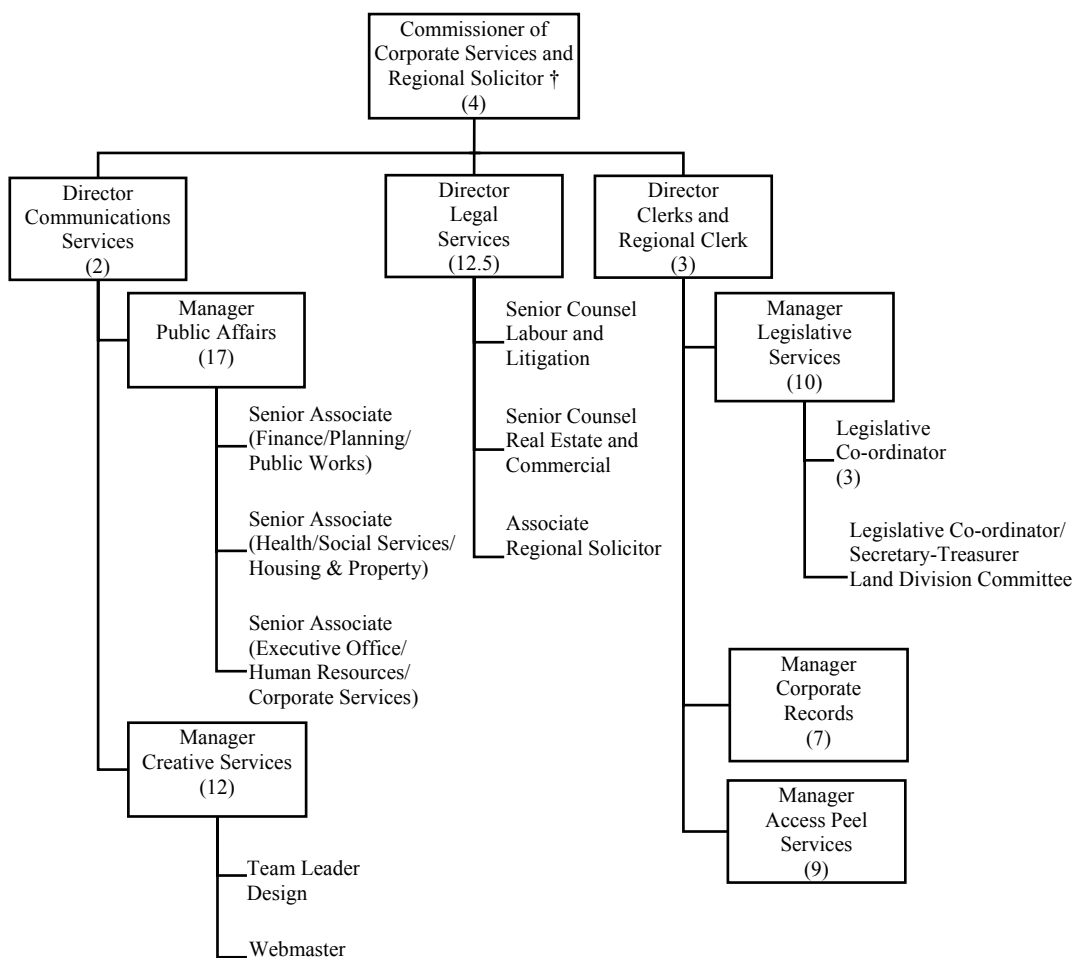 Commissioner of
Corporate Services and
Regional Solicitor †
(4)
Director
Communications
Services
(2)
Manager
Public Affairs
(17)
Senior Associate
(Finance/Planning/
Public Works)
Senior Associate
(Health/Social Services/
Housing & Property)
Senior Associate
(Executive Office/
Human Resources/
Corporate Services)
Manager
Creative Services
(12)
Team Leader
Design
Webmaster
Director
Legal
Services
(12.5)
Senior Counsel
Labour and
Litigation
Senior Counsel
Real Estate and
Commercial
Associate
Regional Solicitor
Director
Clerks and
Regional Clerk
(3)
Manager
Legislative
Services
(10)
Legislative
Co-ordinator
(3)
Legislative Co-ordinator/
Secretary-Treasurer
Land Division Committee
Manager
Corporate
Records
(7)
Manager
Access Peel
Services
(9)